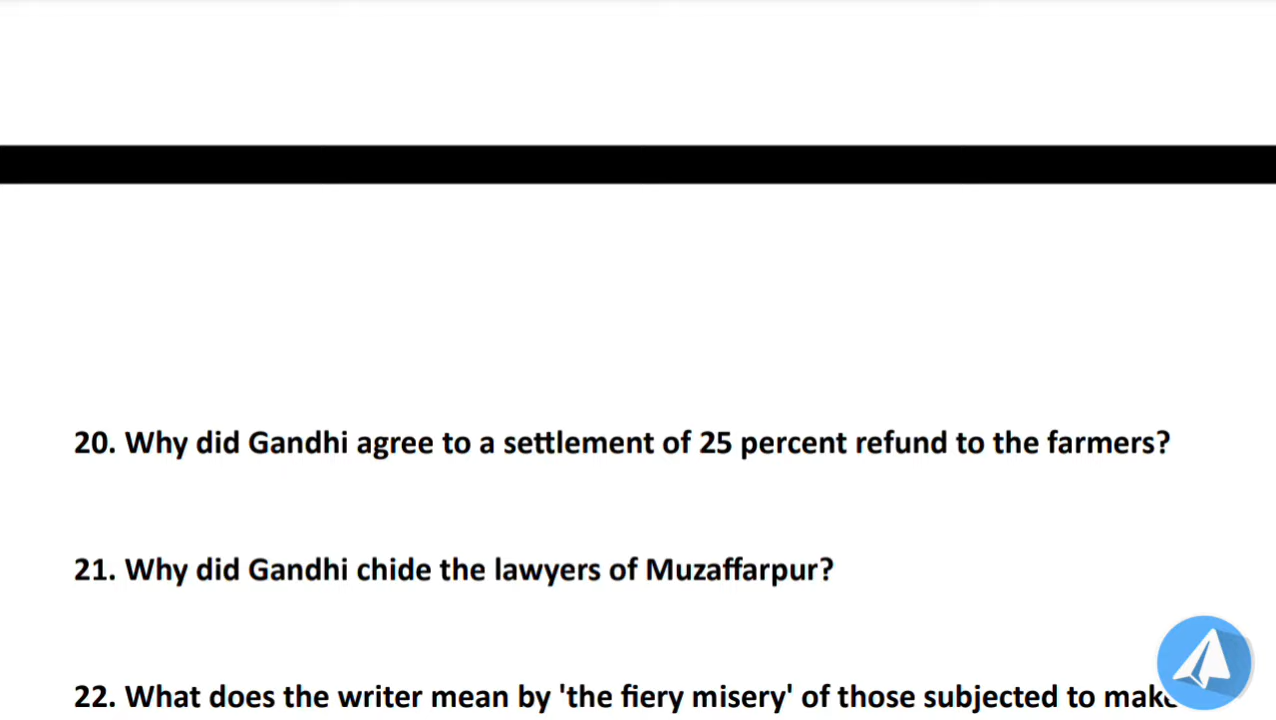 20. Why did Gandhi agree to a settlement of 25 percent refund to the farmers?
21. Why did Gandhi chide the lawyers of Muzaffarpur?
22. What does the writer mean by 'the fiery misery' of those subjected to make